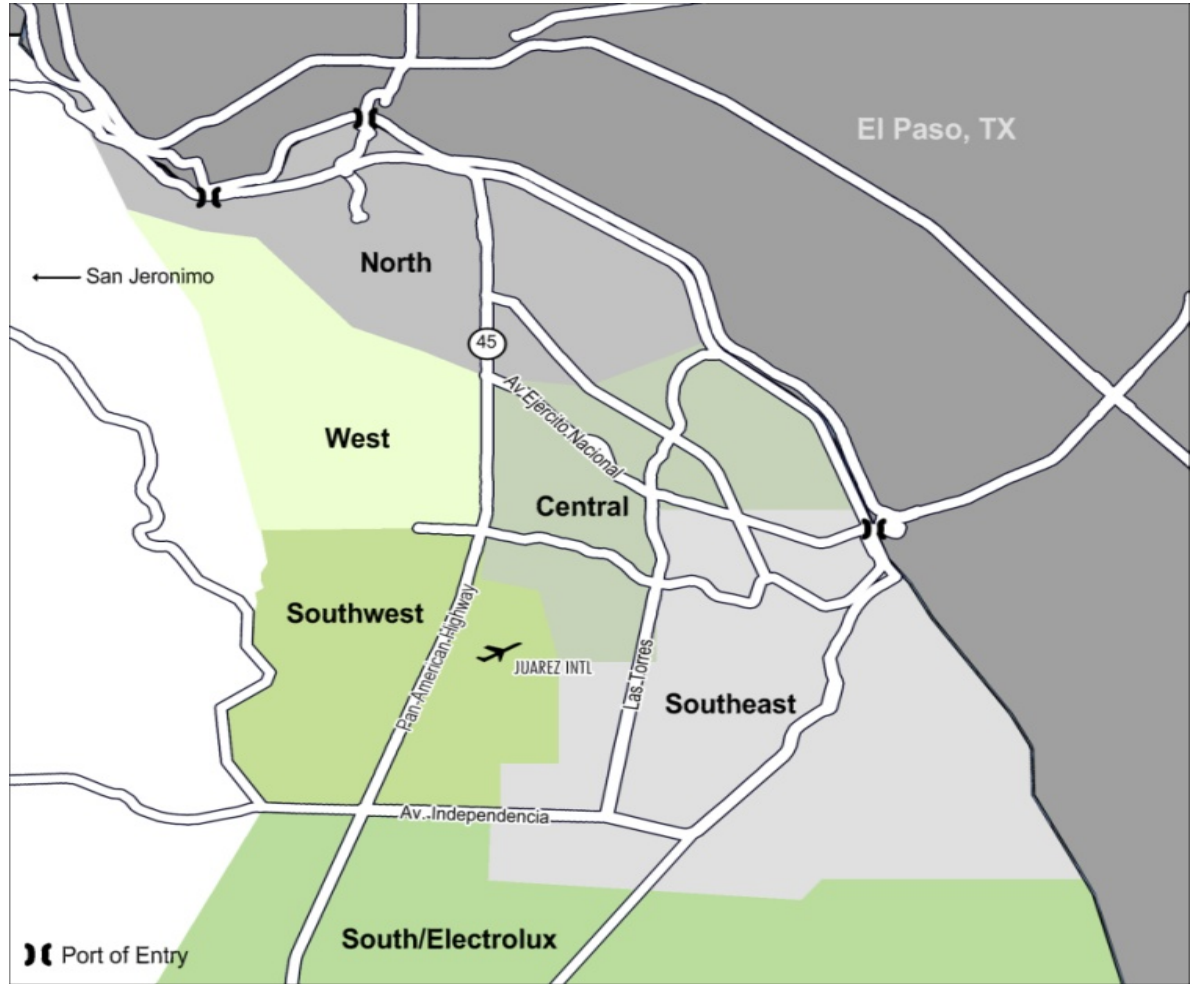 El Paso, TX
North
San Jeronimo
45
Av.Ejército Nacional
West
Central
Southwest
Pan-American Highway
JUAREZ INTL
Las Torres
Southeast
Av. Independencia
South/Electrolux
Port of Entry